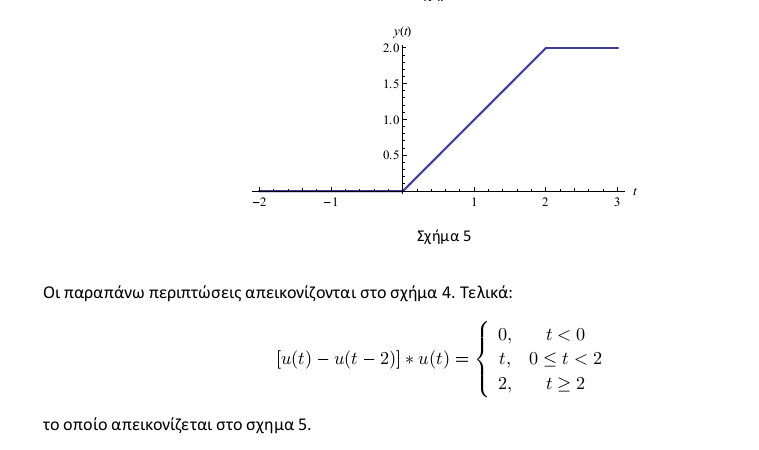 y(t)
2.0
1.5
1.0
0.5
−2 −1 1 2 3 t
Σχήμα 5
Οι παραπάνω περιπτώσεις απεικονίζονται στο σχήμα 4. Τελικά:
[u(t) − u(t − 2)] ∗ u(t) = { 0, t < 0
t, 0 ≤ t < 2
2, t ≥ 2
το οποίο απεικονίζεται στο σχημα 5.